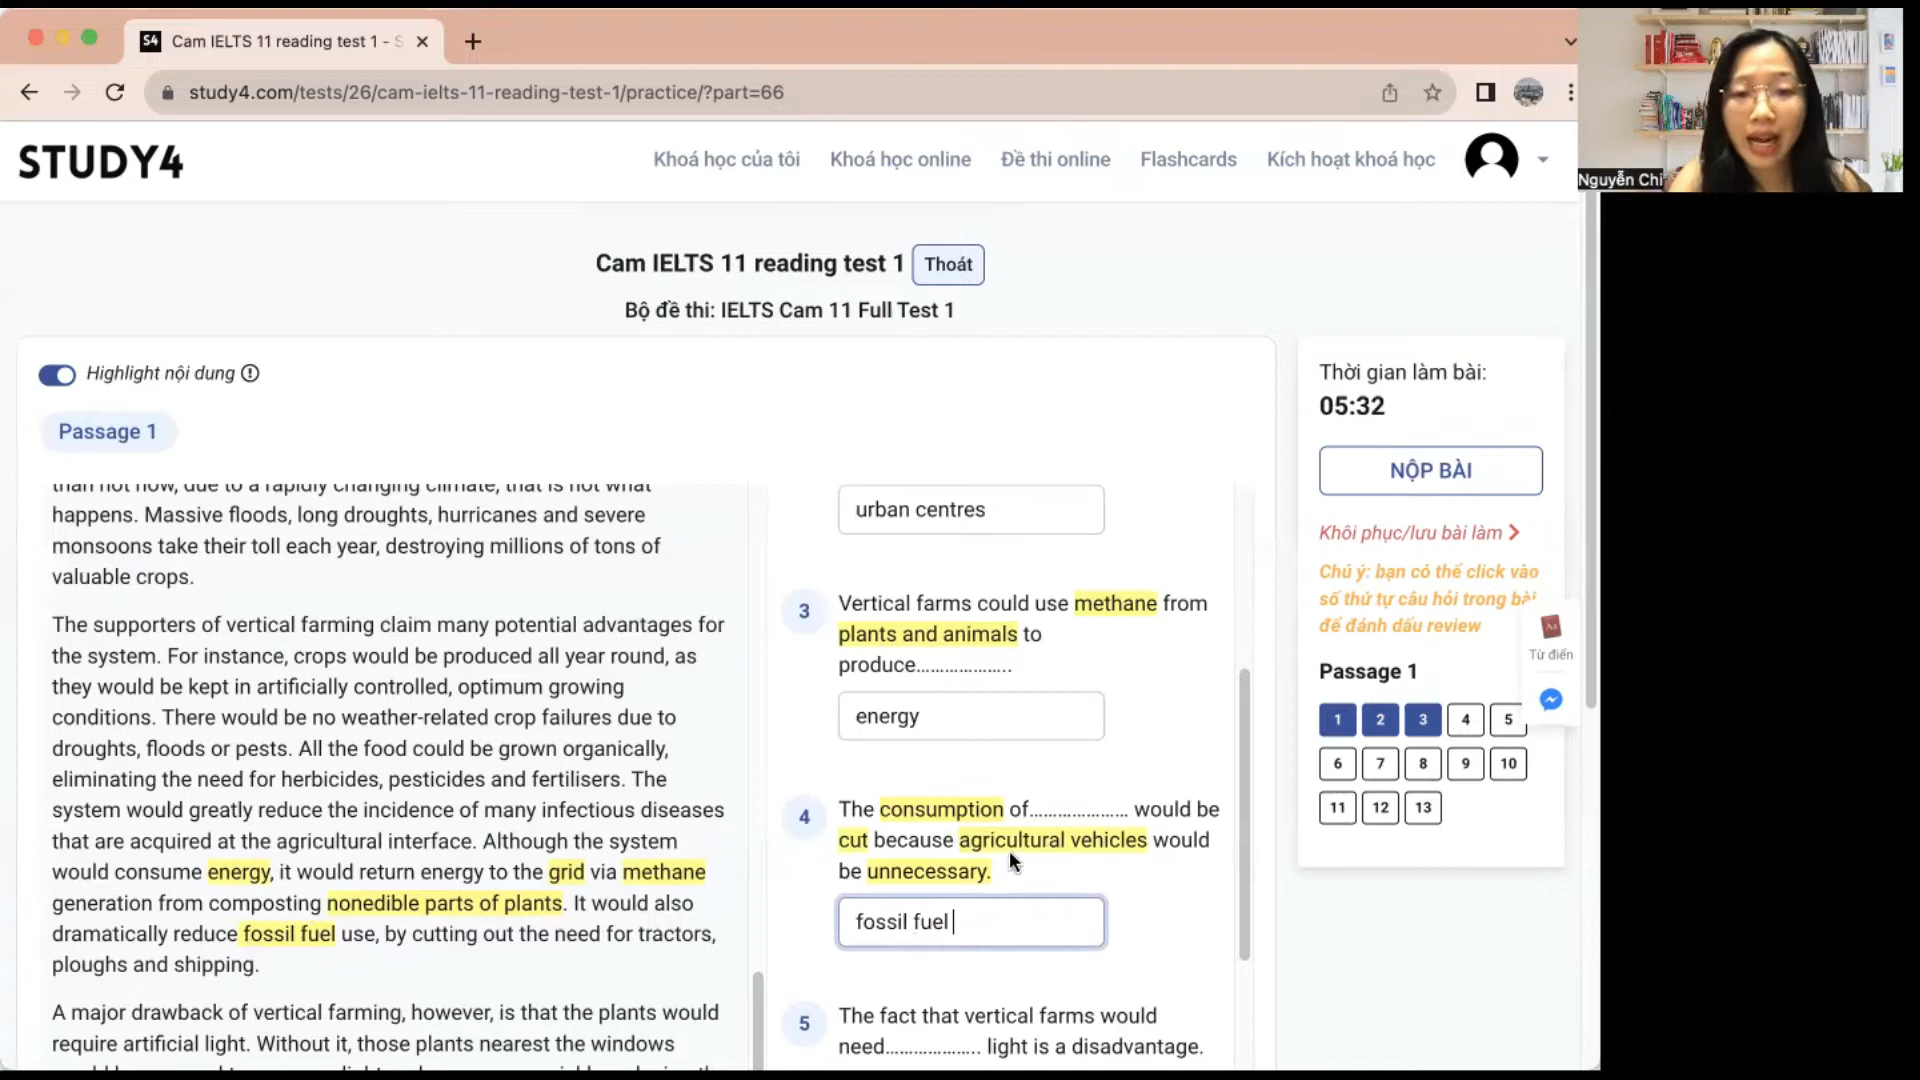 S4 Cam IELTS 11 reading test 1 - S
study4.com/tests/26/cam-ielts-11-reading-test-1/practice/?part=66
Nguyễn Chi
STUDY4
Khoá học của tôi
Khoá học online
Đề thi online
Flashcards
Kích hoạt khoá học
Cam IELTS 11 reading test 1
Thoát
Bộ đề thi: IELTS Cam 11 Full Test 1
Highlight nội dung
Passage 1
than not now, due to a rapidly changing climate, that is not what
happens. Massive floods, long droughts, hurricanes and severe
monsoons take their toll each year, destroying millions of tons of
valuable crops.
The supporters of vertical farming claim many potential advantages for
the system. For instance, crops would be produced all year round, as
they would be kept in artificially controlled, optimum growing
conditions. There would be no weather-related crop failures due to
droughts, floods or pests. All the food could be grown organically,
eliminating the need for herbicides, pesticides and fertilisers. The
system would greatly reduce the incidence of many infectious diseases
that are acquired at the agricultural interface. Although the system
would consume energy, it would return energy to the grid via methane
generation from composting nonedible parts of plants. It would also
dramatically reduce fossil fuel use, by cutting out the need for tractors,
ploughs and shipping.
A major drawback of vertical farming, however, is that the plants would
require artificial light. Without it, those plants nearest the windows
urban centres
3
Vertical farms could use methane from
plants and animals to
produce...................
energy
4
The consumption of.................... would be
cut because agricultural vehicles would
be unnecessary.
fossil fuel
5
The fact that vertical farms would
need................... light is a disadvantage.
Thời gian làm bài:
05:32
NỘP BÀI
Khôi phục/lưu bài làm
Chú ý: bạn có thể click vào
số thứ tự câu hỏi trong bài
để đánh dấu review
Aa
Từ điển
Passage 1
1 2 3 4 5
6 7 8 9 10
11 12 13